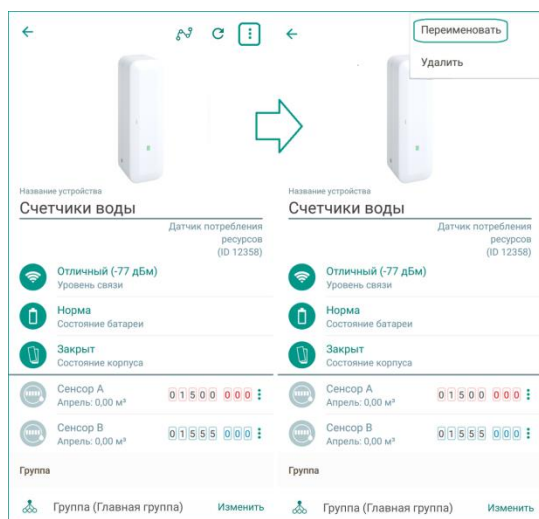 Название устройства
Счетчики воды
Датчик потребления
ресурсов
(ID 12358)
Отличный (-77 дБм)
Уровень связи
Норма
Состояние батареи
Закрыт
Состояние корпуса
Сенсор A
Апрель: 0,00 м³
01500 000
Сенсор B
Апрель: 0,00 м³
01555 000
Группа
Группа (Главная группа) Изменить
Переименовать
Удалить
Название устройства
Счетчики воды
Датчик потребления
ресурсов
(ID 12358)
Отличный (-77 дБм)
Уровень связи
Норма
Состояние батареи
Закрыт
Состояние корпуса
Сенсор A
Апрель: 0,00 м³
01500 000
Сенсор B
Апрель: 0,00 м³
01555 000
Группа
Группа (Главная группа) Изменить